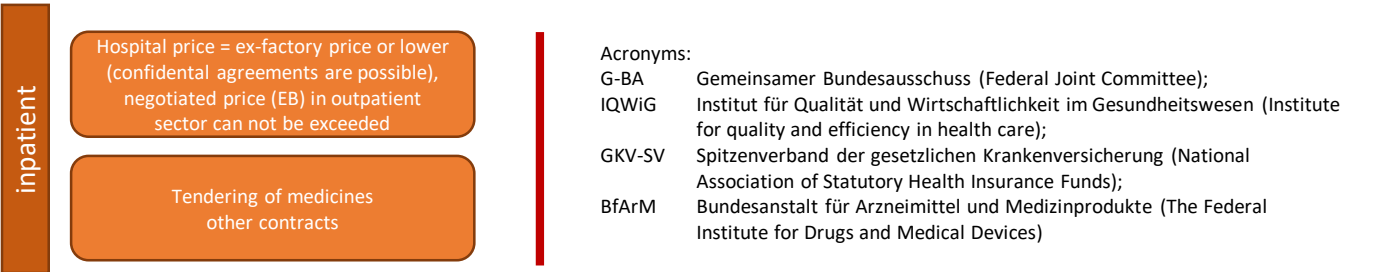 inpatient
Hospital price = ex-factory price or lower
(confidental agreements are possible),
negotiated price (EB) in outpatient
sector can not be exceeded
Tendering of medicines
other contracts
Acronyms:
G-BA Gemeinsamer Bundesausschuss (Federal Joint Committee);
IQWiG Institut für Qualität und Wirtschaftlichkeit im Gesundheitswesen (Institute
for quality and efficiency in health care);
GKV-SV Spitzenverband der gesetzlichen Krankenversicherung (National
Association of Statutory Health Insurance Funds);
BfArM Bundesanstalt für Arzneimittel und Medizinprodukte (The Federal
Institute for Drugs and Medical Devices)